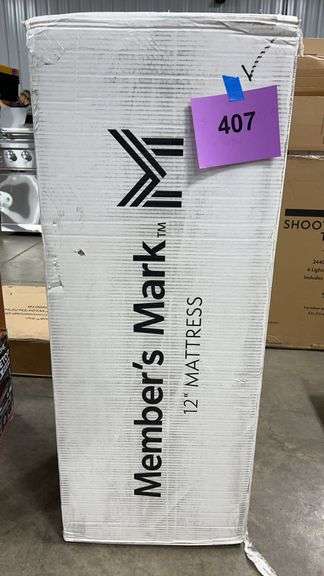 407
Member's Mark™
12" MATTRESS
SHOO